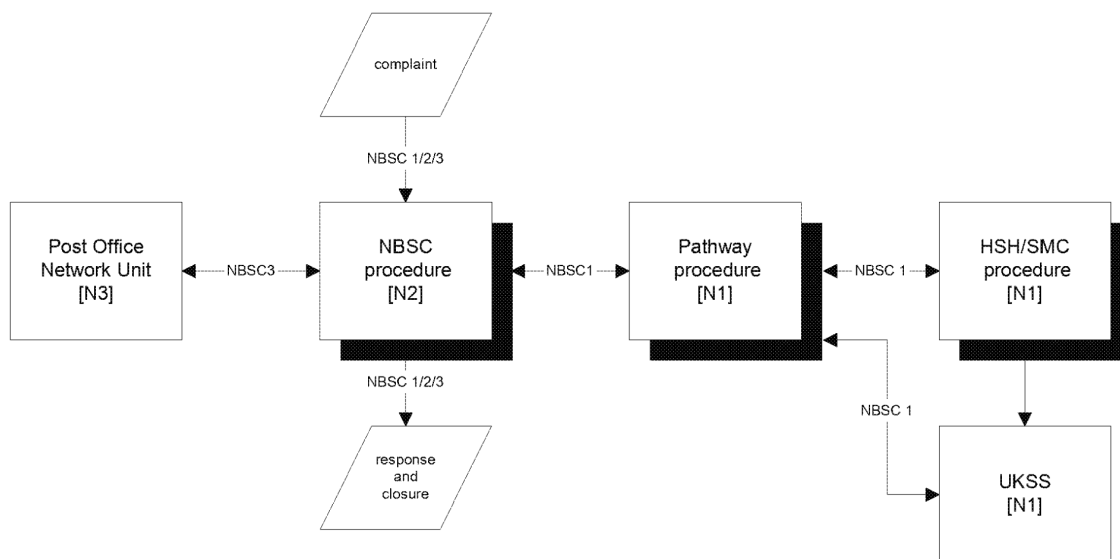 complaint
NBSC 1/2/3
Post Office
Network Unit
[N3]
NBSC3
NBSC
procedure
[N2]
NBSC1
Pathway
procedure
[N1]
NBSC 1
HSH/SMC
procedure
[N1]
NBSC 1/2/3
NBSC 1
response
and
closure
UKSS
[N1]